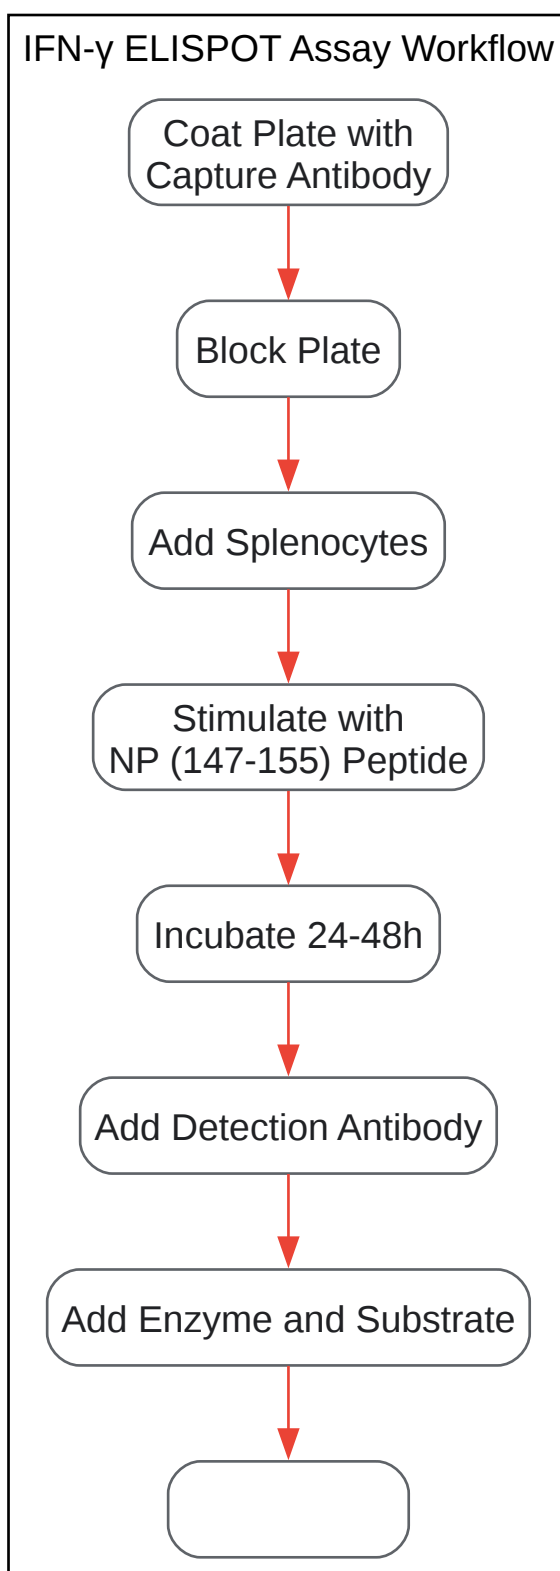 IFN-γ ELISPOT Assay Workflow
Coat Plate with
Capture Antibody
Block Plate
Add Splenocytes
Stimulate with
NP (147-155) Peptide
Incubate 24-48h
Add Detection Antibody
Add Enzyme and Substrate